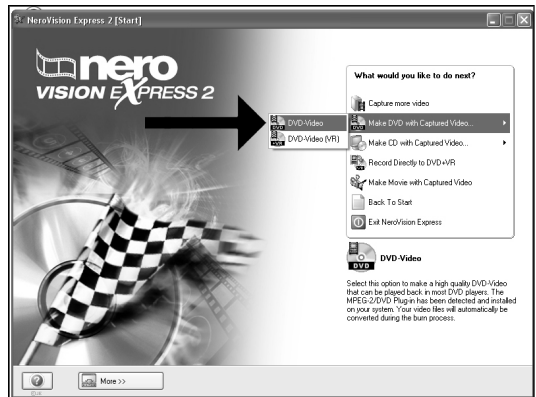 NeroVision Express 2 [Start]
nero
VISION EXPRESS 2
What would you like to do next?
Capture more video
Make DVD with Captured Video...
DVD-Video
DVD-Video (VR)
Make CD with Captured Video...
Record Directly to DVD+VR
Make Movie with Captured Video
Back To Start
Exit NeroVision Express
DVD-Video
Select this option to make a high quality DVD-Video
that can be played back in most DVD players. The
MPEG-2/DVD Plug-in has been detected and installed
on your system. Your video files will automatically be
converted during the burn process.
More >>